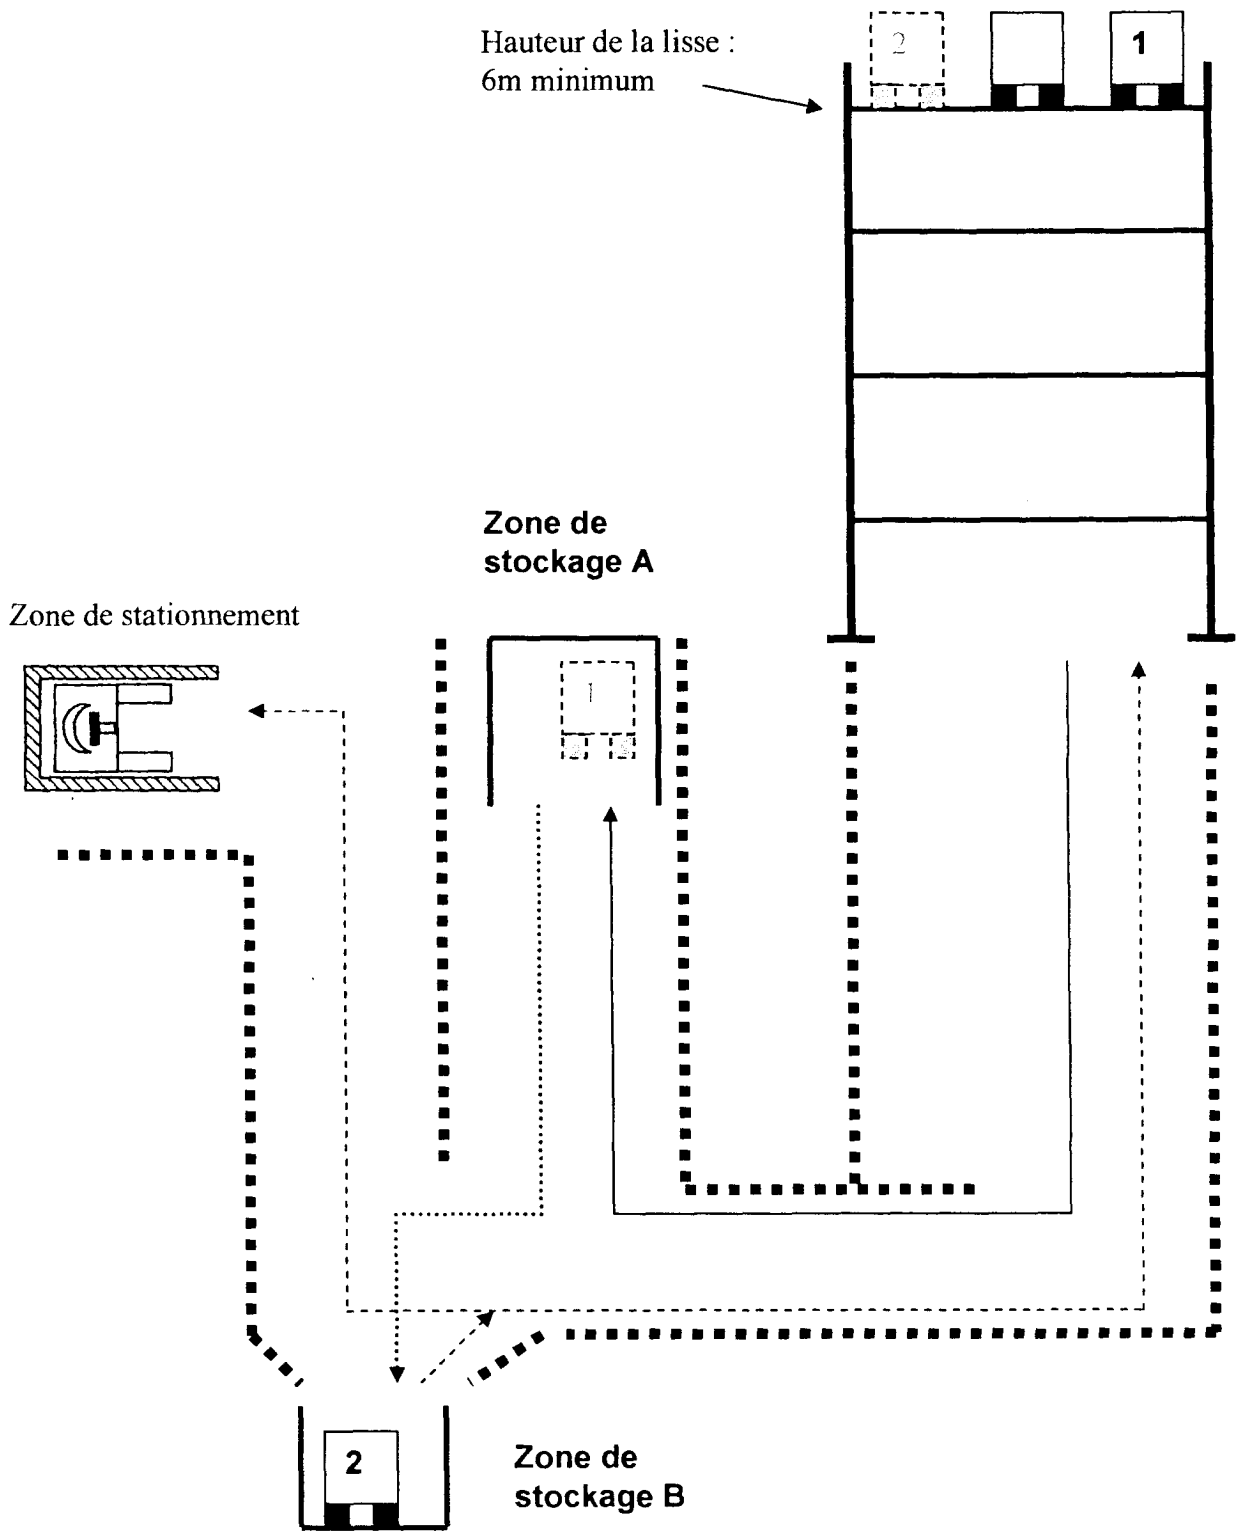 Hauteur de la lisse :
6m minimum
2
1
Zone de
stockage A
Zone de stationnement
1
2
Zone de
stockage B